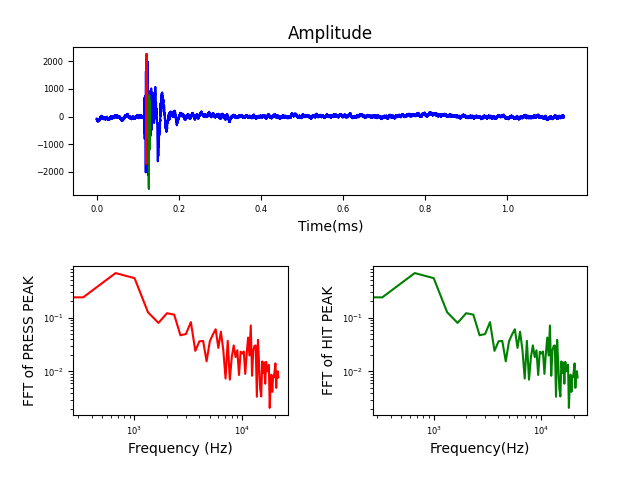 Amplitude
2000
1000
0
−1000
−2000
0.0 0.2 0.4 0.6 0.8 1.0
Time(ms)
FFT of PRESS PEAK
10⁻¹
10⁻²
10³ 10⁴
Frequency (Hz)
FFT of HIT PEAK
10⁻¹
10⁻²
10³ 10⁴
Frequency(Hz)